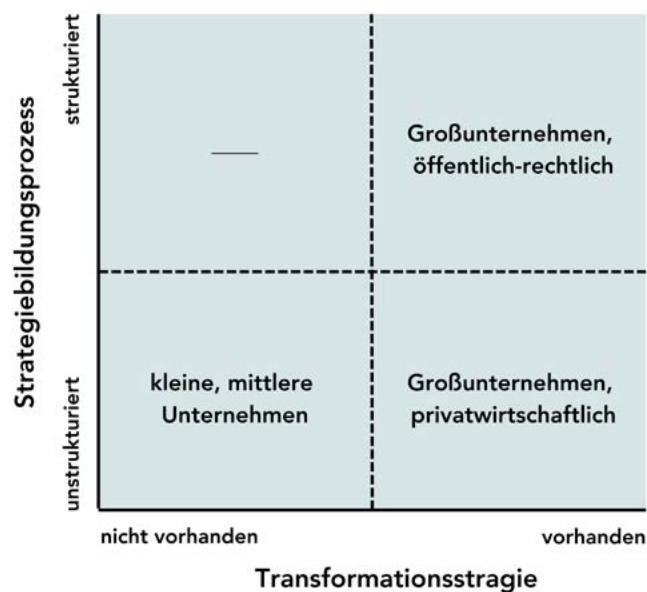 Strategiebildungsprozess
strukturiert
unstrukturiert
Großunternehmen,
öffentlich-rechtlich
kleine, mittlere
Unternehmen
Großunternehmen,
privatwirtschaftlich
nicht vorhanden
vorhanden
Transformationsstragie